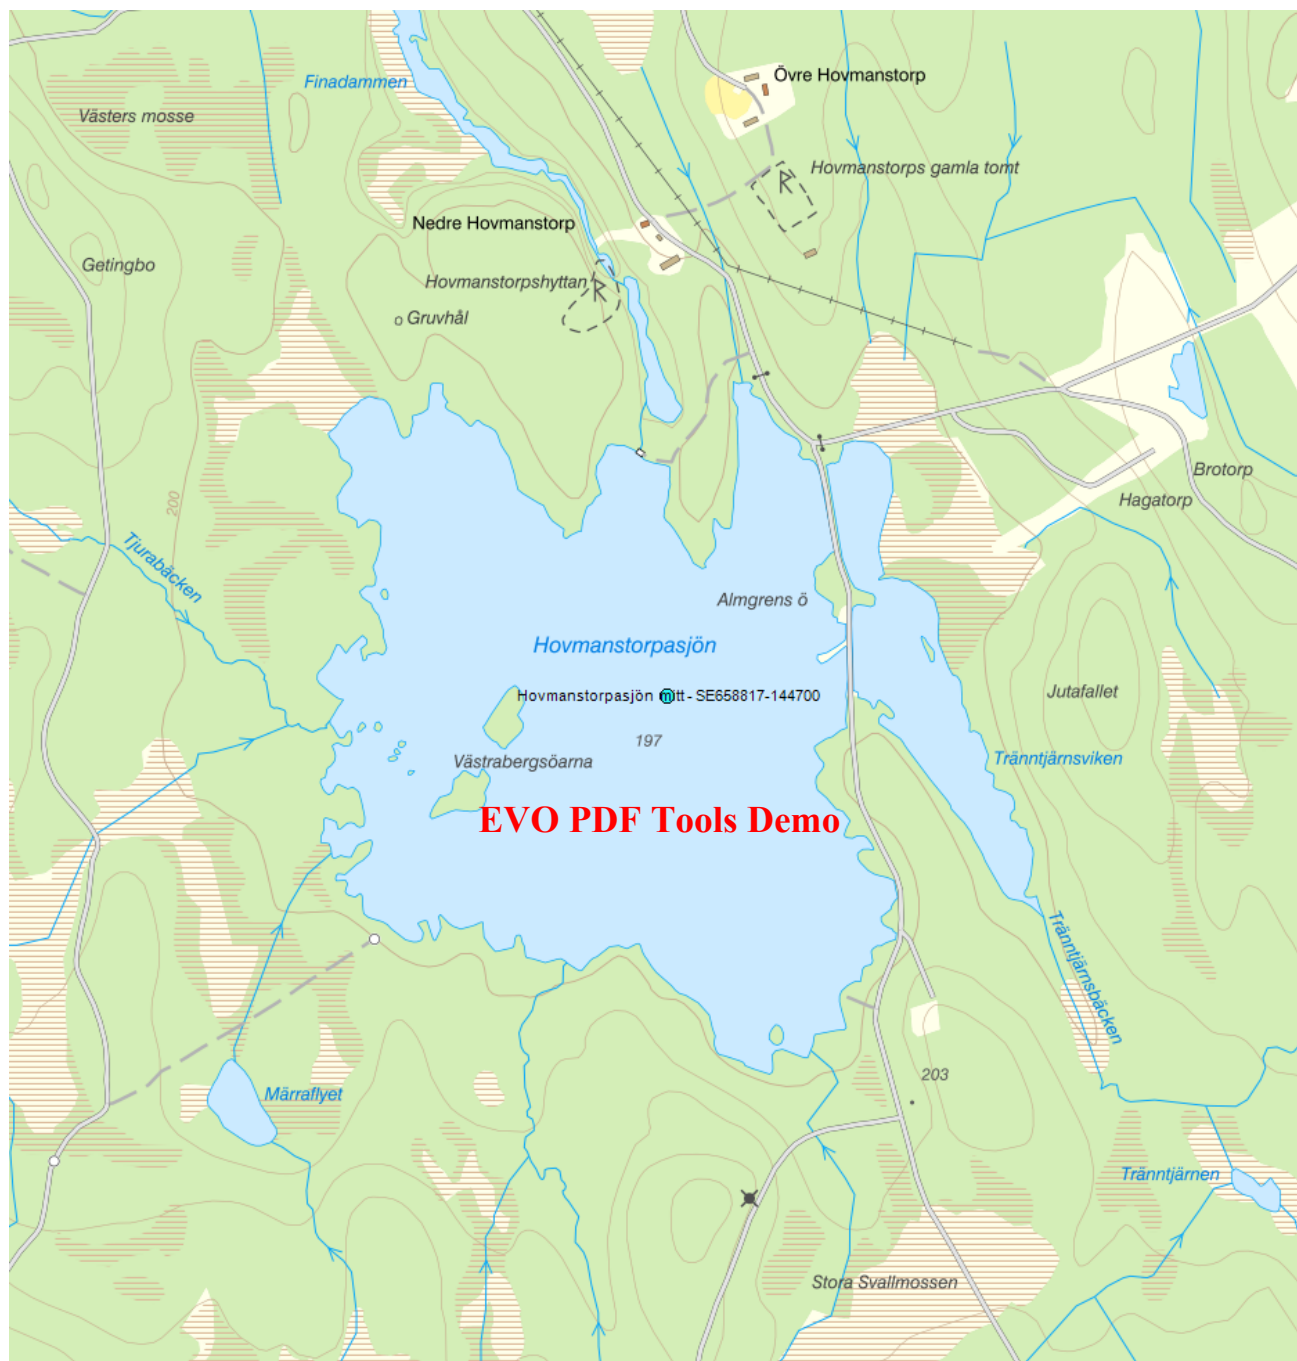 Övre Hovmanstorp
Finadammen
Västers mosse
Hovmanstorps gamla tomt
Nedre Hovmanstorp
Getingbo
Hovmanstorpshyttan
Gruvhål
Brotorp
Hagatorp
200
Tjurabäcken
Almgrens ö
Hovmanstorpasjön
Hovmanstorpasjön mitt - SE658817-144700
Jutafallet
197
Västrabergsöarna
Tränntjärnsviken
EVO PDF Tools Demo
Tränntjärnsbäcken
203
Märraflyet
Tränntjärnen
Stora Svallmossen